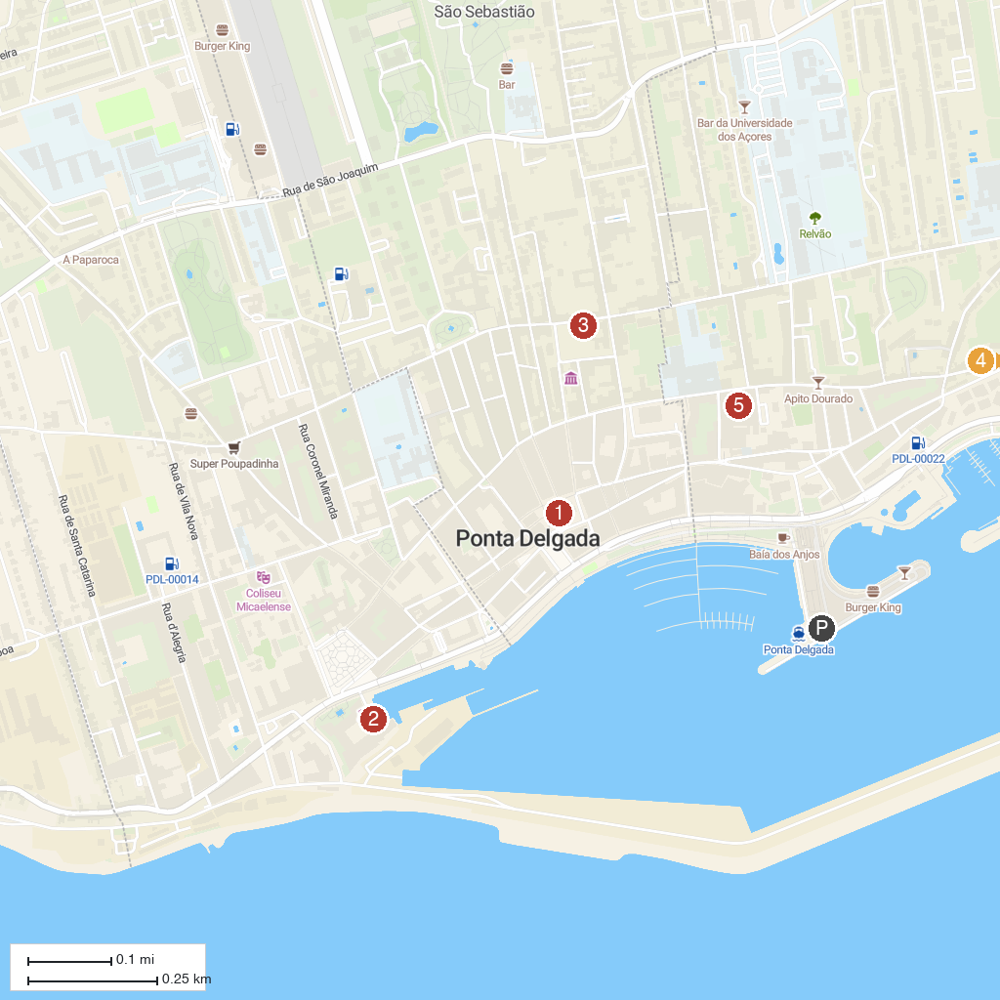 São Sebastião
Burger King
eira
Bar
Bar da Universidade
dos Açores
Rua de São Joaquim
Relvão
A Paparoca
3
4
Apito Dourado
5
Rua Coronel Miranda
Super Poupadinha
PDL-00022
Rua de Vila Nova
Rua de Santa Catarina
1
Ponta Delgada
Baía dos Anjos
PDL-00014
Coliseu
Micaelense
Burger King
Rua d'Alegria
P
Ponta Delgada
boa
2
0.1 mi
0.25 km